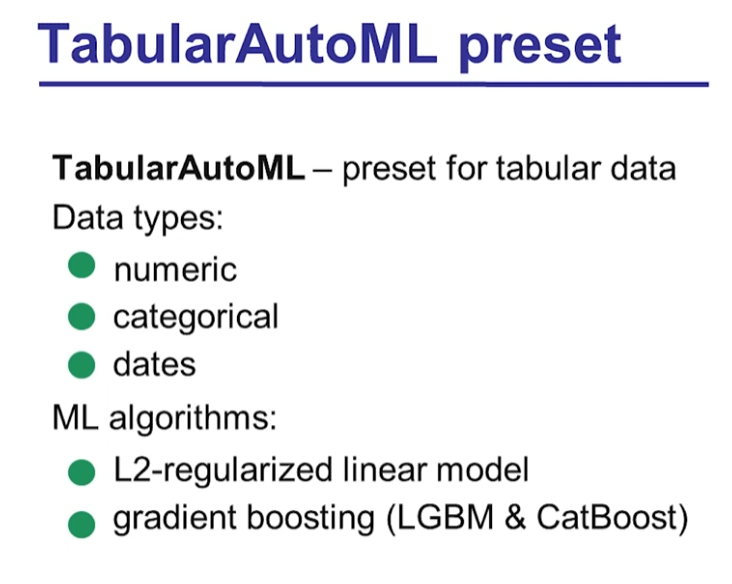 TabularAutoML preset
TabularAutoML – preset for tabular data
Data types:
numeric
categorical
dates
ML algorithms:
L2-regularized linear model
gradient boosting (LGBM & CatBoost)